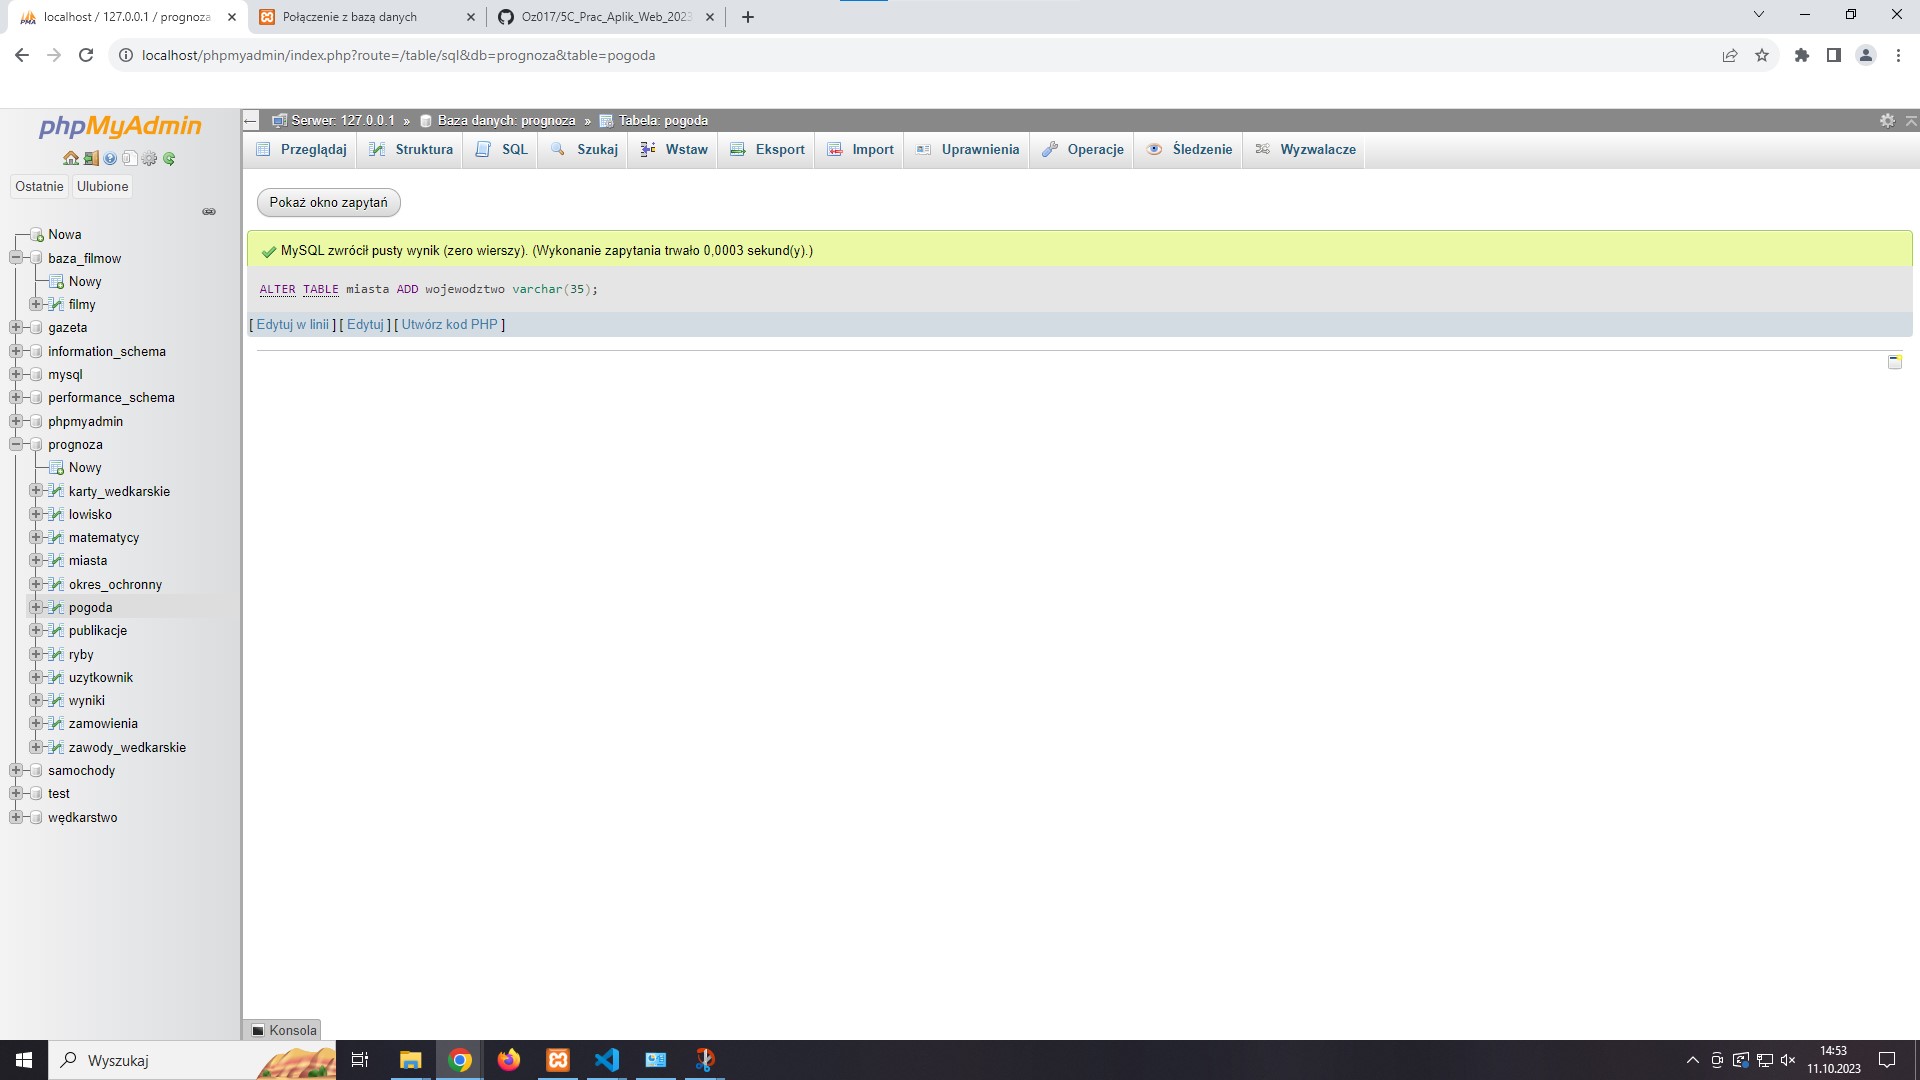 localhost / 127.0.0.1 / prognoza
Połączenie z bazą danych
Oz017/5C_Prac_Aplik_Web_2023
localhost/phpmyadmin/index.php?route=/table/sql&db=prognoza&table=pogoda
phpMyAdmin
Ostatnie
Ulubione
Nowa
baza_filmow
Nowy
filmy
gazeta
information_schema
mysql
performance_schema
phpmyadmin
prognoza
Nowy
karty_wedkarskie
lowisko
matematycy
miasta
okres_ochronny
pogoda
publikacje
ryby
uzytkownik
wyniki
zamowienia
zawody_wedkarskie
samochody
test
wędkarstwo
Serwer: 127.0.0.1 » Baza danych: prognoza » Tabela: pogoda
Przeglądaj Struktura SQL Szukaj Wstaw Eksport Import Uprawnienia Operacje Śledzenie Wyzwalacze
Pokaż okno zapytań
MySQL zwrócił pusty wynik (zero wierszy). (Wykonanie zapytania trwało 0,0003 sekund(y).)
ALTER TABLE miasta ADD wojewodztwo varchar(35);
[ Edytuj w linii ] [ Edytuj ] [ Utwórz kod PHP ]
Konsola
Wyszukaj
14:53
11.10.2023